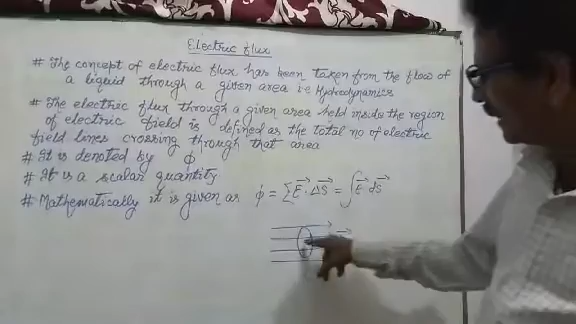 Electric flux
# The concept of electric flux has been taken from the flow of
a liquid through a given area i.e Hydrodynamics
# The electric flux through a given area held inside the region
of electric field is defined as the total no of electric
field lines crossing through that area
# It is denoted by ϕ
# It is a scalar quantity
# Mathematically it is given as ϕ = ∑E⃗.ΔS⃗ = ∫E⃗ dS⃗